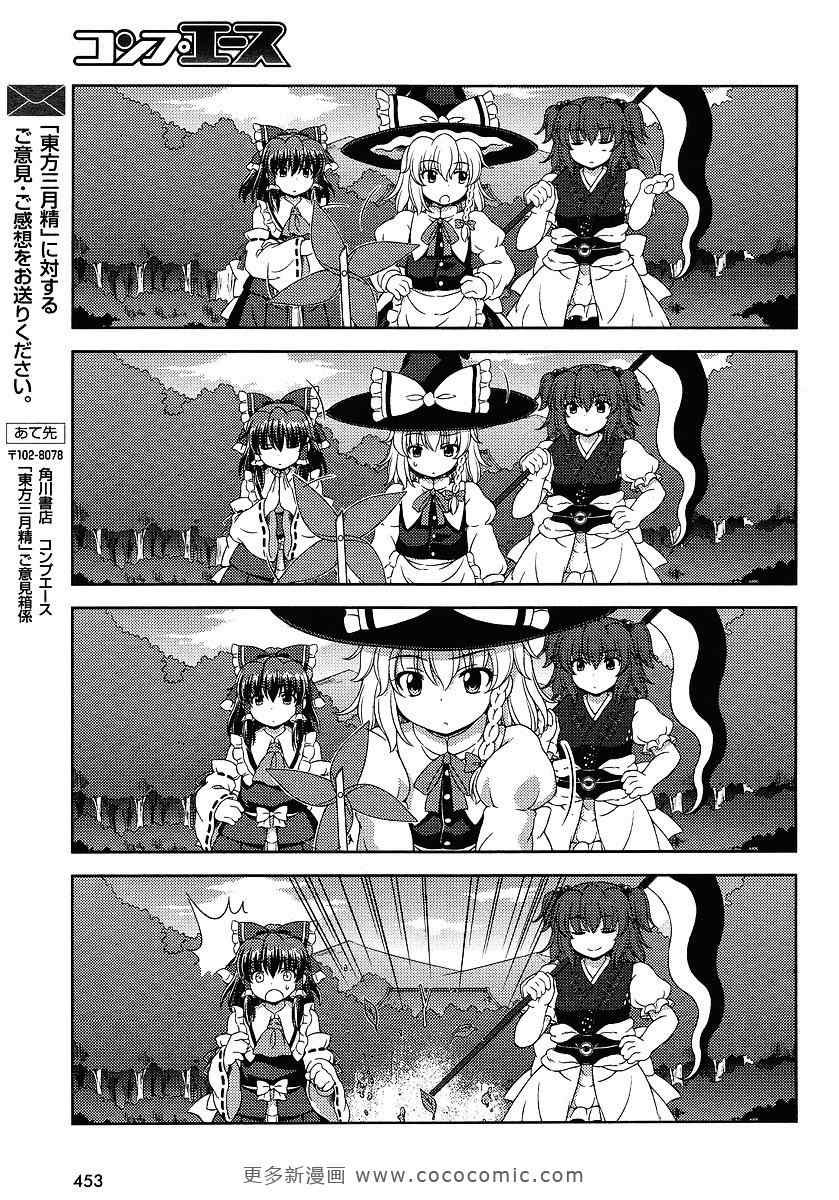 コンプエース
「東方三月精」に対する
ご意見・ご感想をお送りください。
あて先
〒102-8078
角川書店　コンプエース
「東方三月精」ご意見箱係
453
更多新漫画 www.cococomic.com